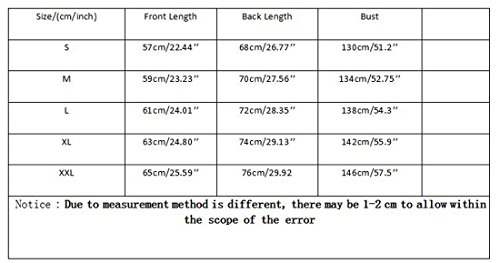 Size/(cm/inch) Front Length Back Length Bust
S 57cm/22.44" 68cm/26.77" 130cm/51.2"
M 59cm/23.23" 70cm/27.56" 134cm/52.75"
L 61cm/24.01" 72cm/28.35" 138cm/54.3"
XL 63cm/24.80" 74cm/29.13" 142cm/55.9"
XXL 65cm/25.59" 76cm/29.92 146cm/57.5"
Notice : Due to measurement method is different, there may be 1-2 cm to allow within
the scope of the error